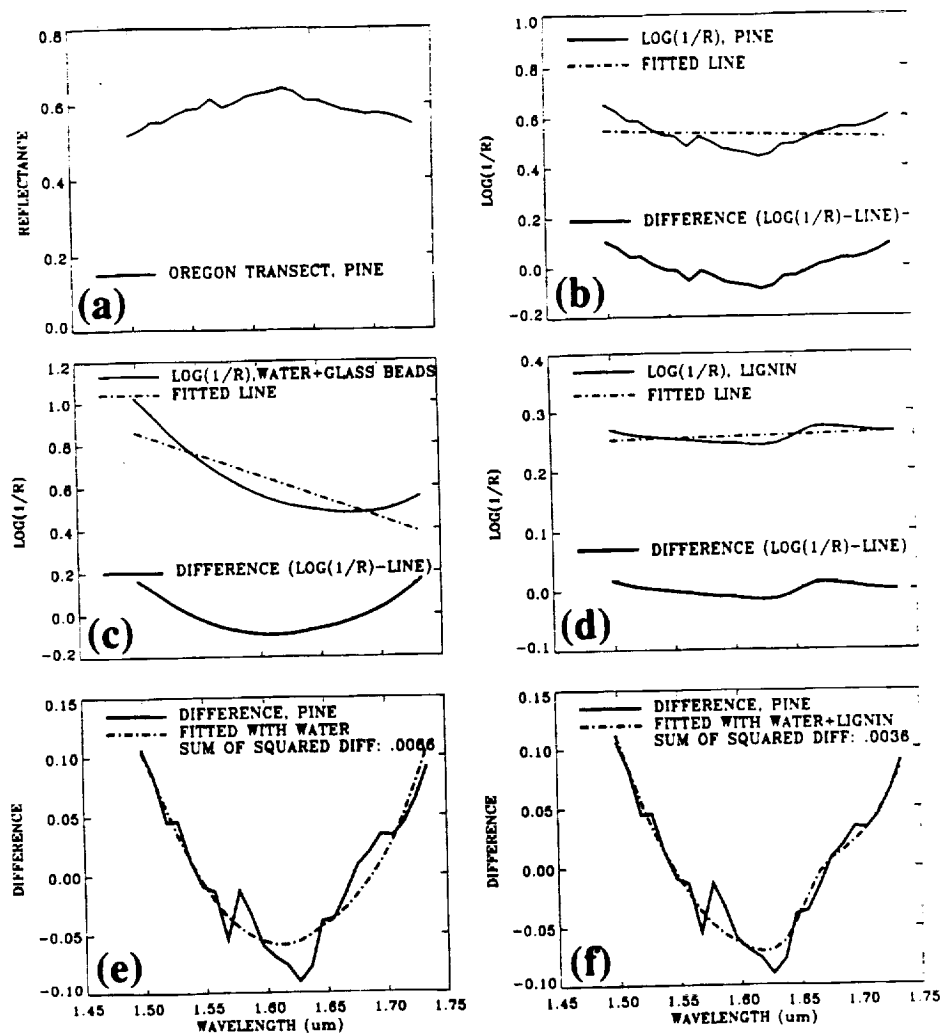 0.8
0.6
0.4
0.2
0.0
REFLECTANCE
OREGON TRANSECT, PINE
(a)
1.0
0.8
0.6
0.4
0.2
0.0
-0.2
LOG(1/R)
LOG(1/R), PINE
FITTED LINE
DIFFERENCE (LOG(1/R)-LINE)
(b)
1.2
1.0
0.8
0.6
0.4
0.2
0.0
-0.2
LOG(1/R)
LOG(1/R),WATER+GLASS BEADS
FITTED LINE
DIFFERENCE (LOG(1/R)-LINE)
(c)
0.4
0.3
0.2
0.1
0.0
-0.1
LOG(1/R)
LOG(1/R), LIGNIN
FITTED LINE
DIFFERENCE (LOG(1/R)-LINE)
(d)
0.15
0.10
0.05
0.00
-0.05
-0.10
DIFFERENCE
DIFFERENCE, PINE
FITTED WITH WATER
SUM OF SQUARED DIFF: .0066
(e)
1.45 1.50 1.55 1.60 1.65 1.70 1.75
WAVELENGTH (um)
0.15
0.10
0.05
0.00
-0.05
-0.10
DIFFERENCE
DIFFERENCE, PINE
FITTED WITH WATER+LIGNIN
SUM OF SQUARED DIFF: .0036
(f)
1.45 1.50 1.55 1.60 1.65 1.70 1.75
WAVELENGTH (um)